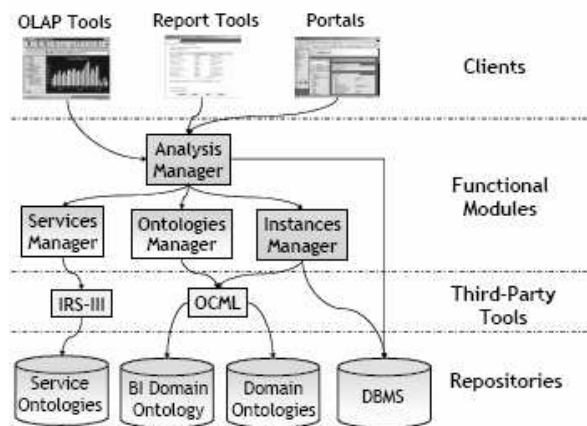 OLAP Tools
Report Tools
Portals
Clients
Analysis
Manager
Functional
Modules
Services
Manager
Ontologies
Manager
Instances
Manager
IRS-III
OCML
Third-Party
Tools
Service
Ontologies
BI Domain
Ontology
Domain
Ontologies
DBMS
Repositories